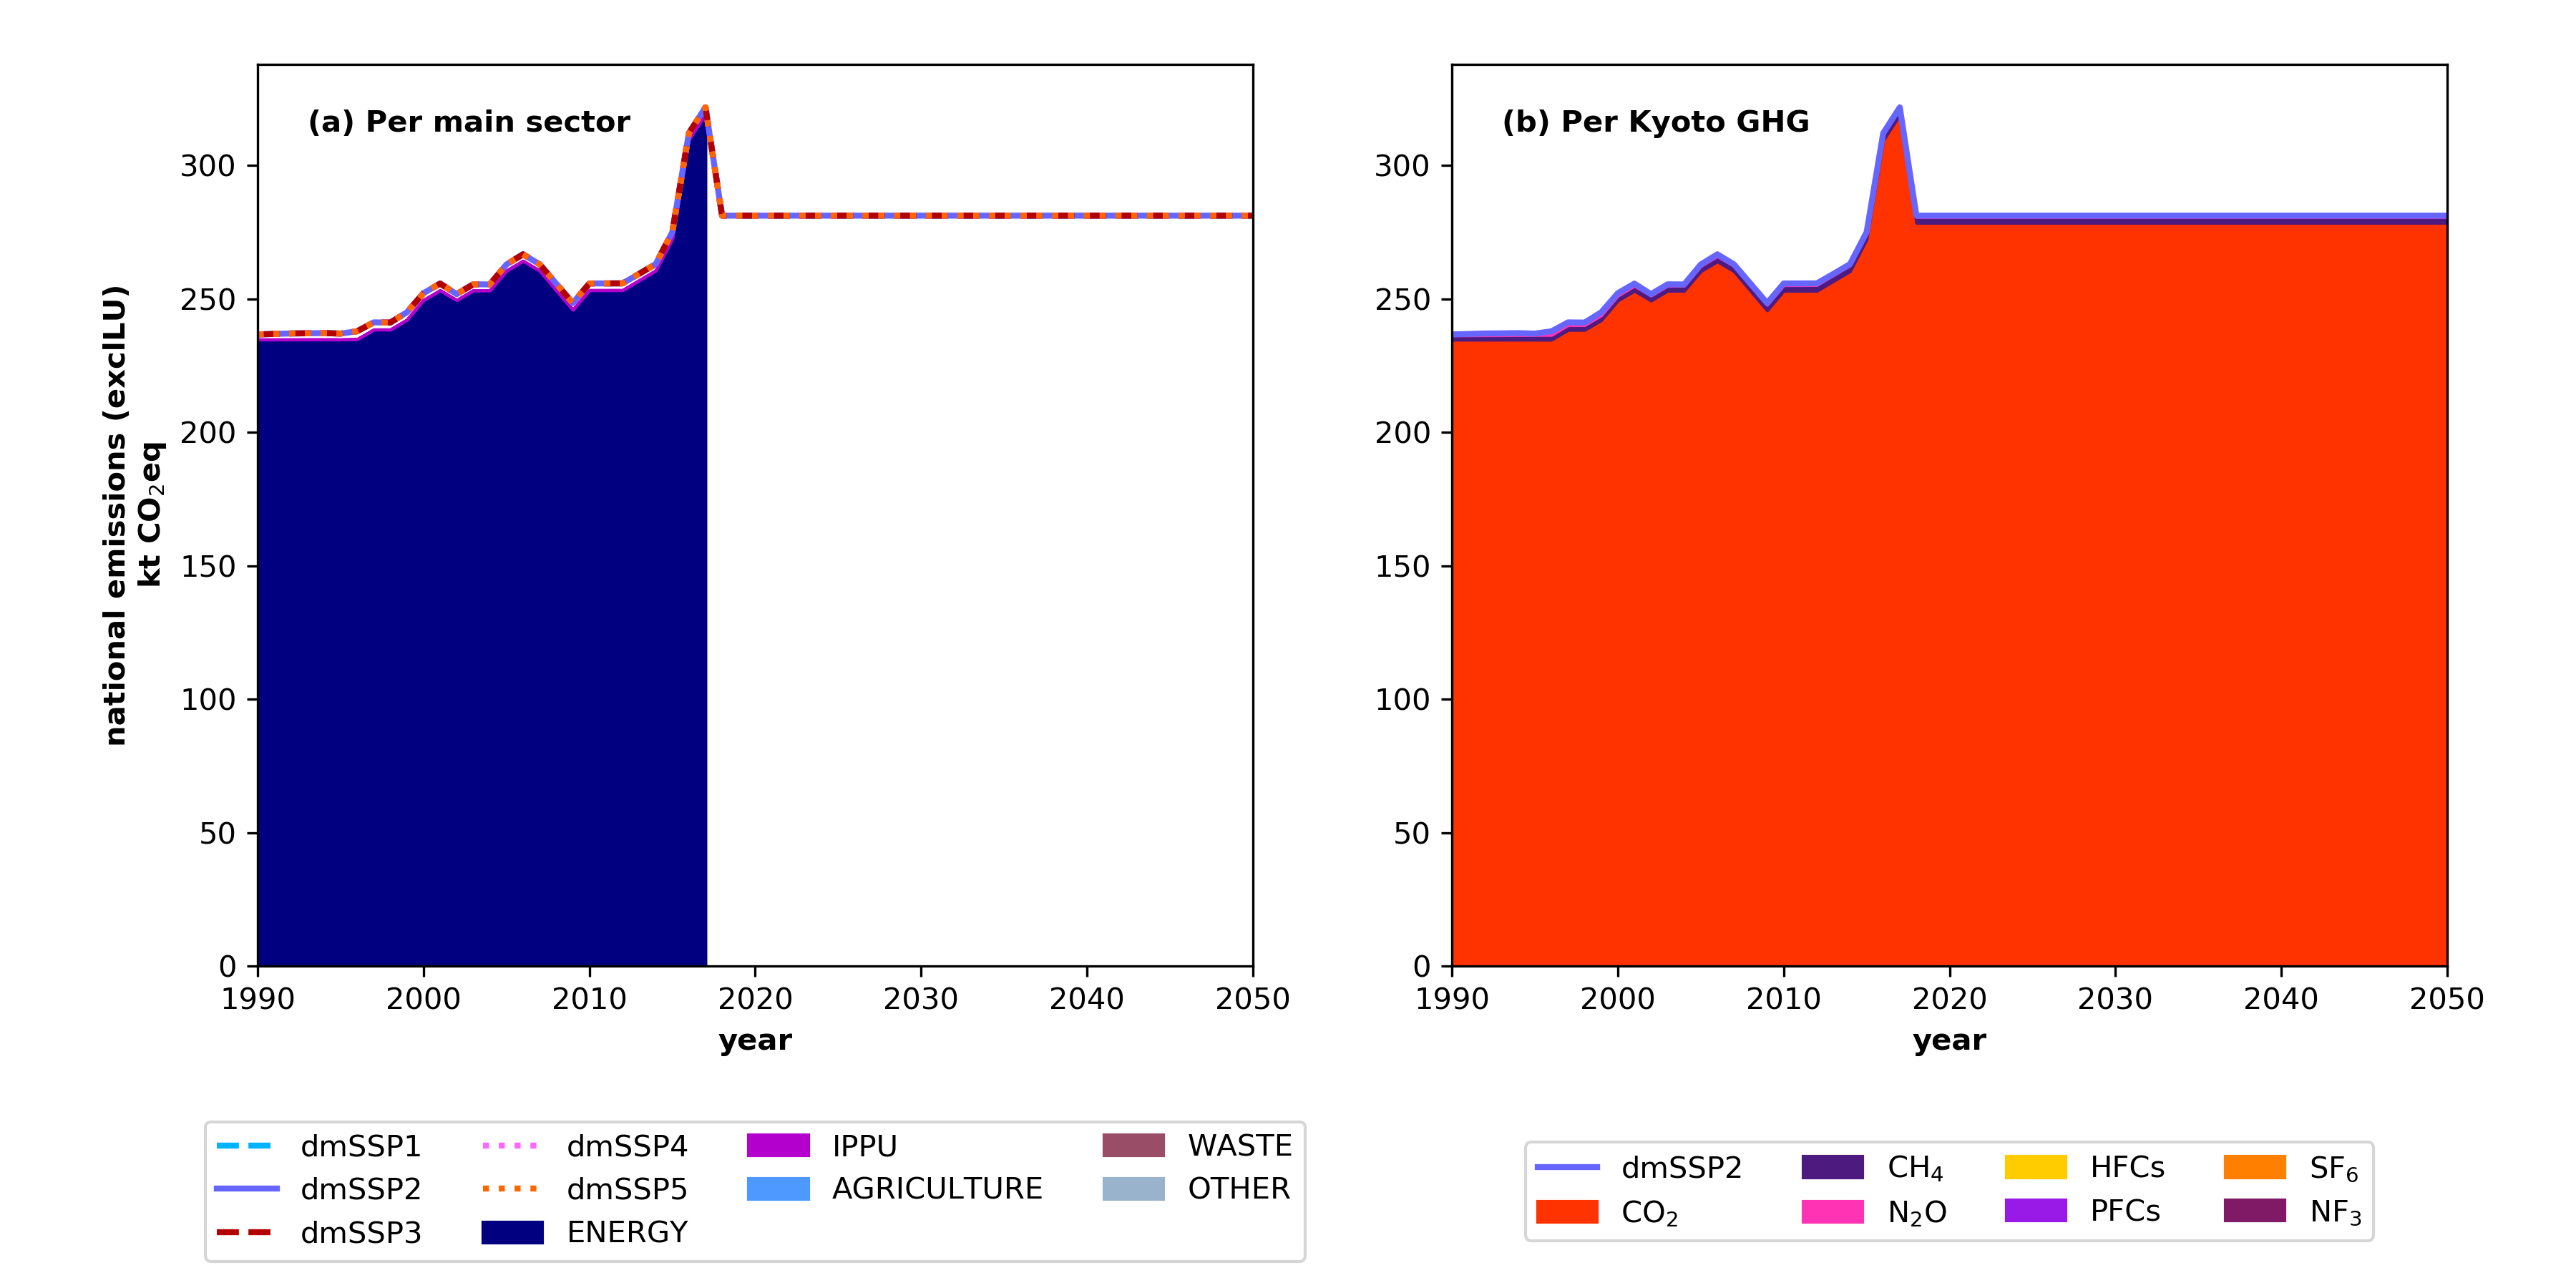 (a) Per main sector
national emissions (exclLU)
kt CO₂eq
300
250
200
150
100
50
0
1990 2000 2010 2020 2030 2040 2050
year
(b) Per Kyoto GHG
300
250
200
150
100
50
0
1990 2000 2010 2020 2030 2040 2050
year
dmSSP1 dmSSP4 IPPU WASTE
dmSSP2 dmSSP5 AGRICULTURE OTHER
dmSSP3 ENERGY
dmSSP2 CH₄ HFCs SF₆
CO₂ N₂O PFCs NF₃